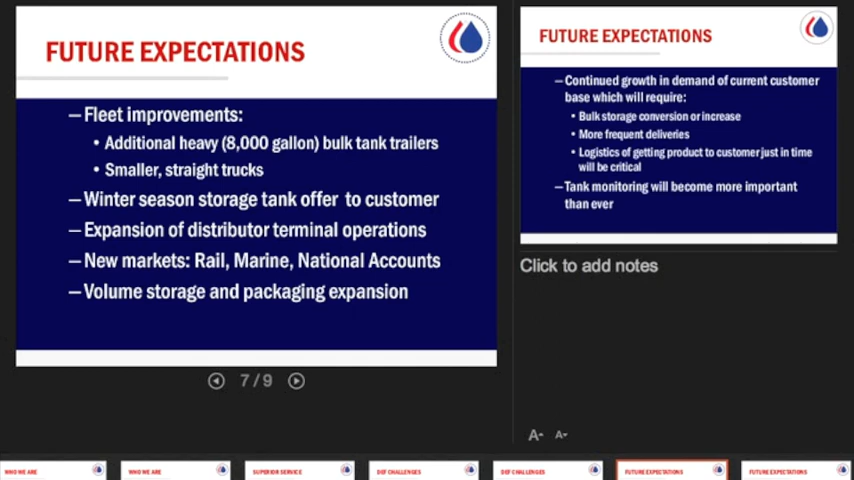 FUTURE EXPECTATIONS
– Fleet improvements:
• Additional heavy (8,000 gallon) bulk tank trailers
• Smaller, straight trucks
– Winter season storage tank offer to customer
– Expansion of distributor terminal operations
– New markets: Rail, Marine, National Accounts
– Volume storage and packaging expansion
7 / 9
FUTURE EXPECTATIONS
– Continued growth in demand of current customer
base which will require:
• Bulk storage conversion or increase
• More frequent deliveries
• Logistics of getting product to customer just in time
will be critical
– Tank monitoring will become more important
than ever
Click to add notes
A A
WHO WE ARE
WHO WE ARE
SUPERIOR SERVICE
DEF CHALLENGES
DEF CHALLENGES
FUTURE EXPECTATIONS
FUTURE EXPECTATIONS